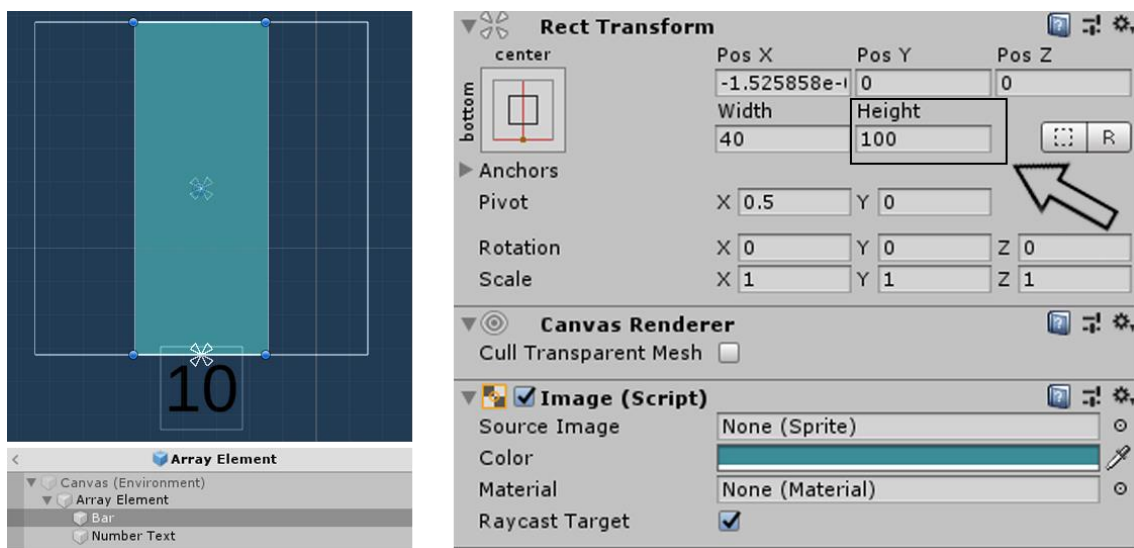 10
< Array Element
Canvas (Environment)
Array Element
Bar
Number Text
Rect Transform
center
bottom
Pos X Pos Y Pos Z
-1.525858e- 0 0
Width Height
40 100
R
Anchors
Pivot X 0.5 Y 0
Rotation X 0 Y 0 Z 0
Scale X 1 Y 1 Z 1
Canvas Renderer
Cull Transparent Mesh
Image (Script)
Source Image None (Sprite)
Color
Material None (Material)
Raycast Target